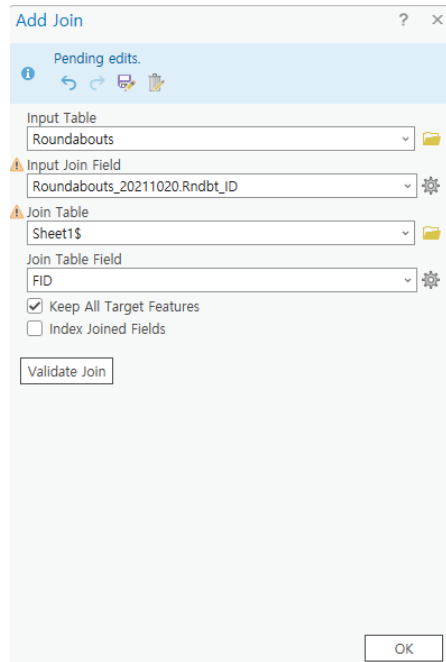 Add Join ? ×
Pending edits.
Input Table
Roundabouts
Input Join Field
Roundabouts_20211020.Rndbt_ID
Join Table
Sheet1$
Join Table Field
FID
Keep All Target Features
Index Joined Fields
Validate Join
OK